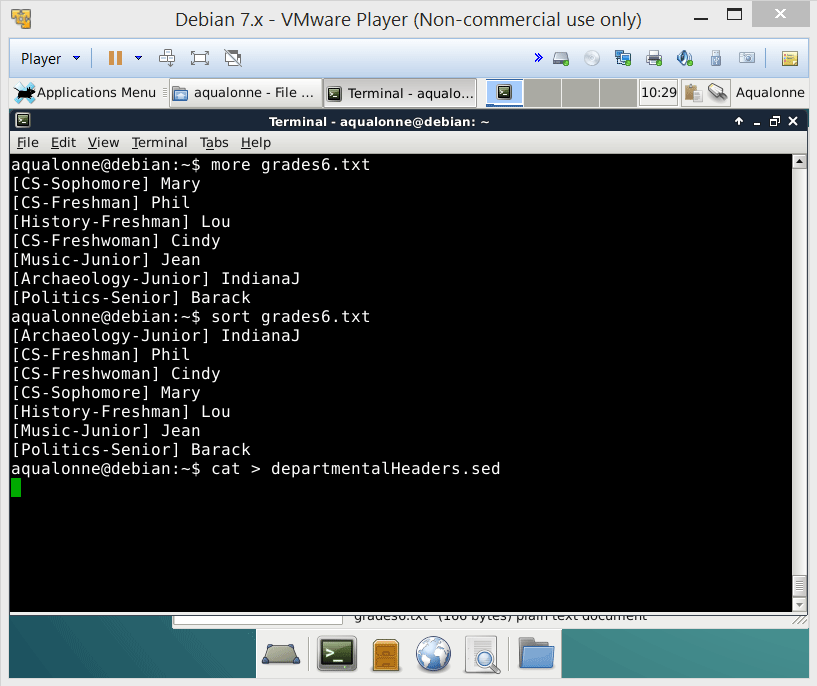 Debian 7.x - VMware Player (Non-commercial use only)
Player
Applications Menu
aqualonne - File ...
Terminal - aqualo...
10:29
Aqualonne
Terminal - aqualonne@debian: ~
File Edit View Terminal Tabs Help
aqualonne@debian:~$ more grades6.txt
[CS-Sophomore] Mary
[CS-Freshman] Phil
[History-Freshman] Lou
[CS-Freshwoman] Cindy
[Music-Junior] Jean
[Archaeology-Junior] IndianaJ
[Politics-Senior] Barack
aqualonne@debian:~$ sort grades6.txt
[Archaeology-Junior] IndianaJ
[CS-Freshman] Phil
[CS-Freshwoman] Cindy
[CS-Sophomore] Mary
[History-Freshman] Lou
[Music-Junior] Jean
[Politics-Senior] Barack
aqualonne@debian:~$ cat > departmentalHeaders.sed
bytes) plain text document